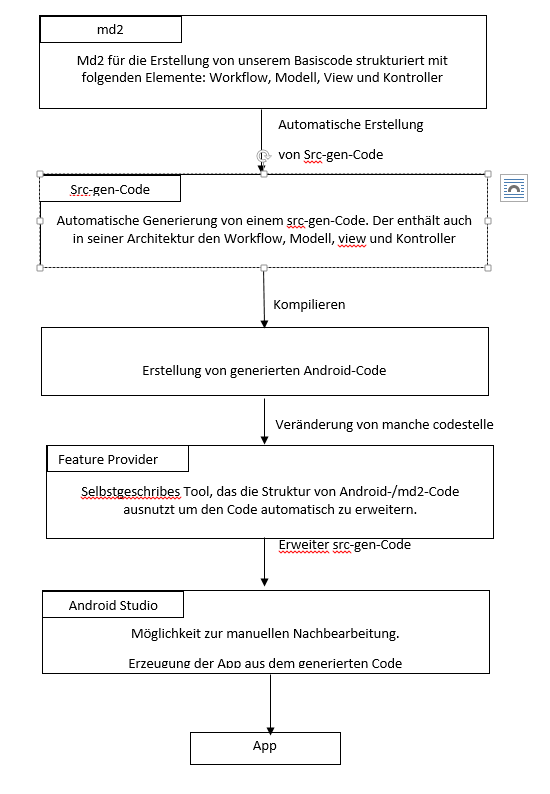 md2
Md2 für die Erstellung von unserem Basiscode strukturiert mit
folgenden Elemente: Workflow, Modell, View und Kontroller
Automatische Erstellung
von Src-gen-Code
Src-gen-Code
Automatische Generierung von einem src-gen-Code. Der enthält auch
in seiner Architektur den Workflow, Modell, view und Kontroller
Kompilieren
Erstellung von generierten Android-Code
Veränderung von manche codestelle
Feature Provider
Selbstgeschribes Tool, das die Struktur von Android-/md2-Code
ausnutzt um den Code automatisch zu erweitern.
Erweiter src-gen-Code
Android Studio
Möglichkeit zur manuellen Nachbearbeitung.
Erzeugung der App aus dem generierten Code
App